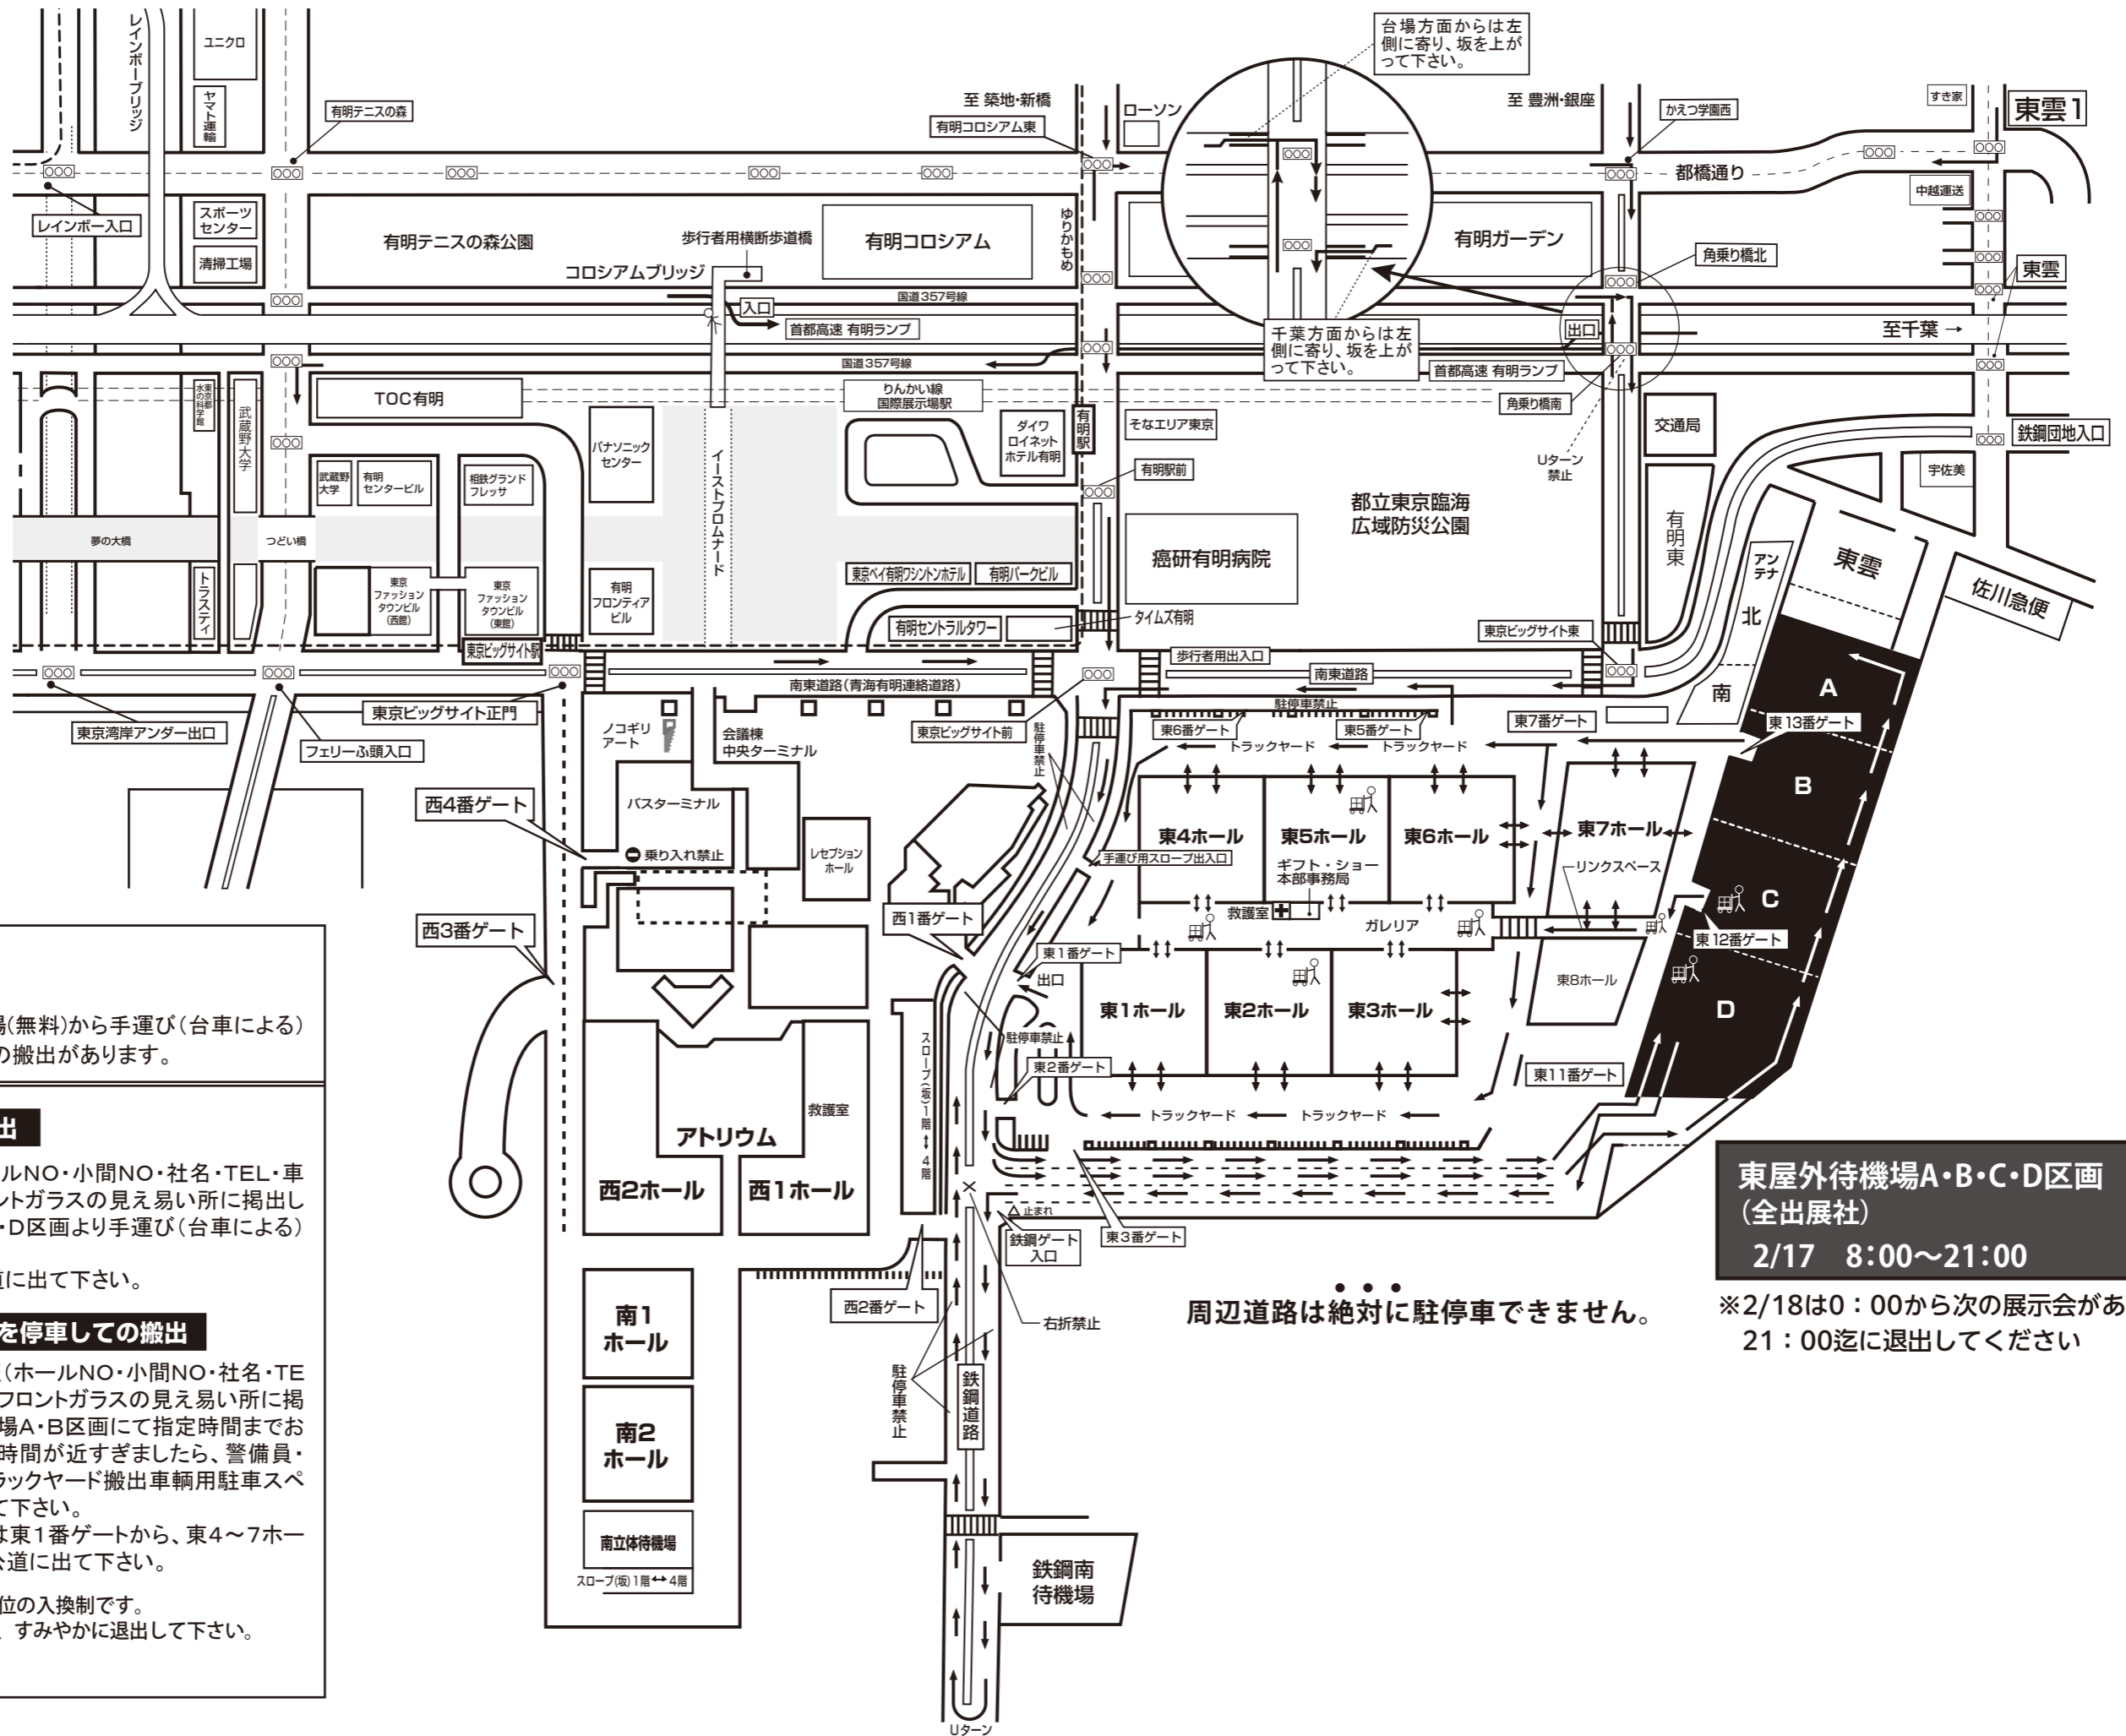 レインボーブリッジ
ユニクロ
ヤマト運輸
有明テニスの森
至 築地・新橋
ローソン
有明コロシアム東
台場方面からは左
側に寄り、坂を上が
って下さい。
至 豊洲・銀座
かえつ学園西
すき家
東雲1
都橋通り
中越運送
レインボー入口
スポーツ
センター
清掃工場
有明テニスの森公園
歩行者用横断歩道橋
コロシアムブリッジ
有明コロシアム
ゆりかもめ
有明ガーデン
角乗り橋北
東雲
国道357号線
入口
首都高速 有明ランプ
出口
至千葉 →
国道357号線
千葉方面からは左
側に寄り、坂を上が
って下さい。
首都高速 有明ランプ
東京都
水の科学館
武蔵野大学
TOC有明
りんかい線
国際展示場駅
パナソニック
センター
イーストプロムナード
ダイワ
ロイネット
ホテル有明
有明駅
そなエリア東京
有明駅前
角乗り橋南
Uターン
禁止
交通局
鉄鋼団地入口
宇佐美
武蔵野
大学
有明
センタービル
相鉄グランド
フレッサ
都立東京臨海
広域防災公園
有明東
夢の大橋
つどい橋
癌研有明病院
アンテナ
東雲
佐川急便
トラスティ
東京
ファッション
タウンビル
(西館)
東京
ファッション
タウンビル
(東館)
有明
フロンティア
ビル
東京ベイ有明ワシントンホテル
有明パークビル
有明セントラルタワー
タイムズ有明
東京ビッグサイト東
北
南
東京ビッグサイト駅
歩行者用出入口
南東道路(青海有明連絡道路)
南東道路
東京湾岸アンダー出口
フェリーふ頭入口
東京ビッグサイト正門
ノコギリ
アート
会議棟
中央ターミナル
東京ビッグサイト前
駐停車禁止
駐停車禁止
東6番ゲート
東5番ゲート
東7番ゲート
トラックヤード
トラックヤード
A
東13番ゲート
B
西4番ゲート
バスターミナル
乗り入れ禁止
レセプション
ホール
西1番ゲート
西3番ゲート
東4ホール
東5ホール
東6ホール
東7ホール
手運び用スロープ出入口
ギフト・ショー
本部事務局
リンクスペース
救護室
ガレリア
C
東12番ゲート
東1番ゲート
出口
東1ホール
東2ホール
東3ホール
東8ホール
D
駐停車禁止
東2番ゲート
東11番ゲート
スロープ(坂)1階↔4階
トラックヤード
トラックヤード
救護室
アトリウム
西2ホール
西1ホール
止まれ
鉄鋼ゲート
入口
東3番ゲート
西2番ゲート
右折禁止
駐停車禁止
鉄鋼道路
南1
ホール
南2
ホール
南立体待機場
スロープ(坂)1階↔4階
鉄鋼南
待機場
Uターン
周辺道路は絶対に駐停車できません。
東屋外待機場A・B・C・D区画
(全出展社)
2/17 8:00〜21:00
※2/18は0：00から次の展示会があ
21：00迄に退出してください
(無料)から手運び(台車による)
の搬出があります。
出
ルNO・小間NO・社名・TEL・車
ントガラスの見え易い所に掲出し
・D区画より手運び(台車による)
に出て下さい。
を停車しての搬出
(ホールNO・小間NO・社名・TE
フロントガラスの見え易い所に掲
場A・B区画にて指定時間までお
時間が近すぎましたら、警備員・
ラックヤード搬出車輌用駐車スペ
て下さい。
は東1番ゲートから、東4〜7ホー
公道に出て下さい。
位の入換制です。
、すみやかに退出して下さい。